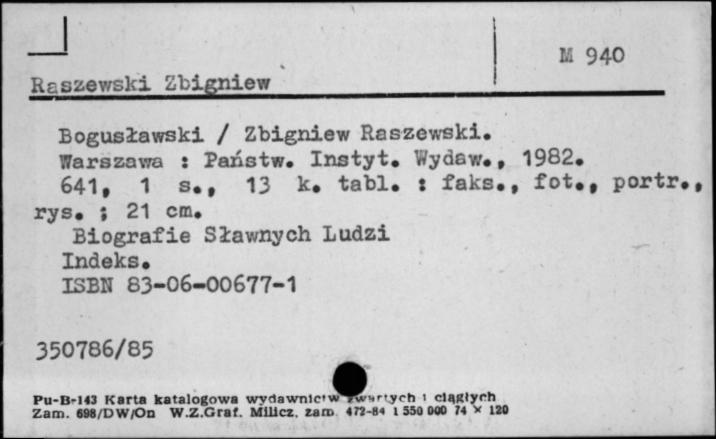 M 940
Raszewski Zbigniew
Bogusławski / Zbigniew Raszewski.
Warszawa : Państw. Instyt. Wydaw., 1982.
641, 1 s., 13 k. tabl. : faks., fot., portr.,
rys. ; 21 cm.
Biografie Sławnych Ludzi
Indeks.
ISBN 83-06-00677-1
350786/85
Pu-Br143 Karta katalogowa wydawnictw zwartych i ciągłych
Zam. 698/DW/On W.Z.Graf. Milicz, zam. 472-84 1 550 000 74 × 120